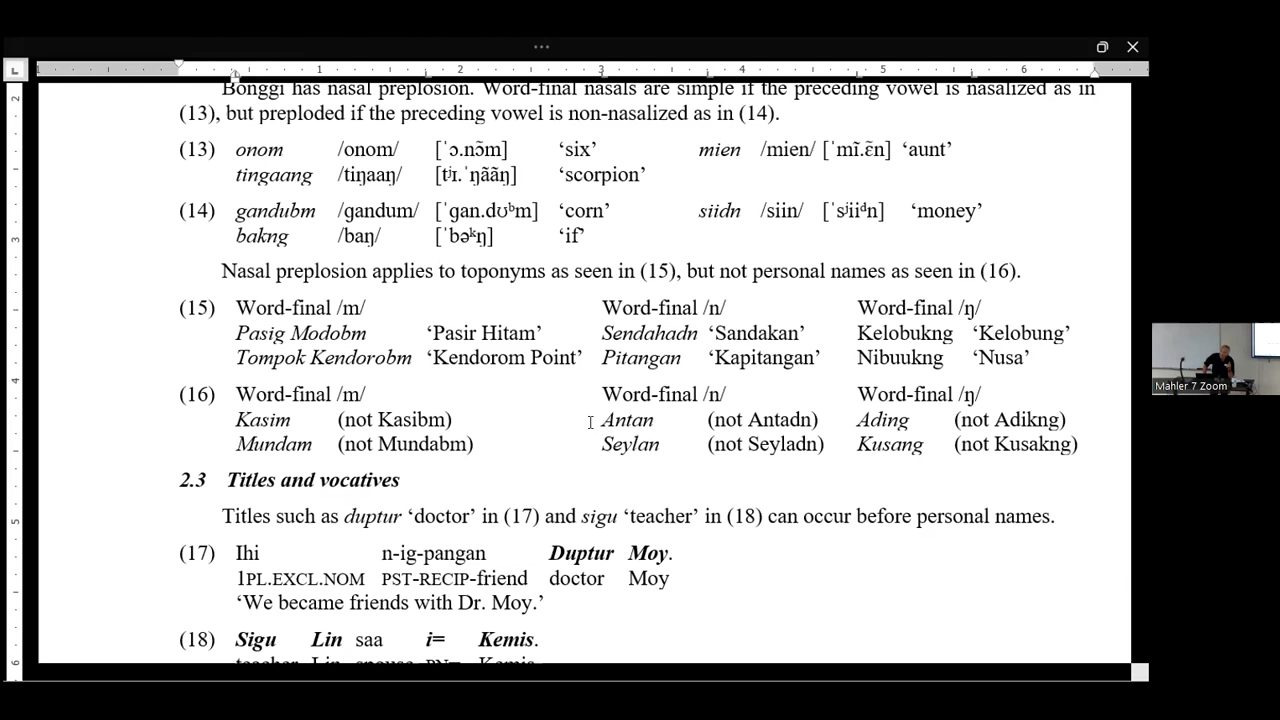 Bonggi has nasal preplosion. Word-final nasals are simple if the preceding vowel is nasalized as in
(13), but preploded if the preceding vowel is non-nasalized as in (14).
(13) onom /onom/ [ˈɔ.nɔ̃m] ‘six’ mien /mien/ [ˈmĩ.ɛ̃n] ‘aunt’
tingaang /tiŋaaŋ/ [tʲɪ.ˈŋããŋ] ‘scorpion’
(14) gandubm /gandum/ [ˈgan.dʊᵇm] ‘corn’ siidn /siin/ [ˈsʲiiᵈn] ‘money’
bakng /baŋ/ [ˈbəᵏŋ] ‘if’
Nasal preplosion applies to toponyms as seen in (15), but not personal names as seen in (16).
(15) Word-final /m/ Word-final /n/ Word-final /ŋ/
Pasig Modobm ‘Pasir Hitam’ Sendahadn ‘Sandakan’ Kelobukng ‘Kelobung’
Tompok Kendorobm ‘Kendorom Point’ Pitangan ‘Kapitangan’ Nibuukng ‘Nusa’
(16) Word-final /m/ Word-final /n/ Word-final /ŋ/
Kasim (not Kasibm) Antan (not Antadn) Ading (not Adikng)
Mundam (not Mundabm) Seylan (not Seyladn) Kusang (not Kusakng)
2.3 Titles and vocatives
Titles such as duptur ‘doctor’ in (17) and sigu ‘teacher’ in (18) can occur before personal names.
(17) Ihi n-ig-pangan Duptur Moy.
1PL.EXCL.NOM PST-RECIP-friend doctor Moy
‘We became friends with Dr. Moy.’
(18) Sigu Lin saa i= Kemis.
teacher Lin spouse PN= Kemis
Mahler 7 Zoom